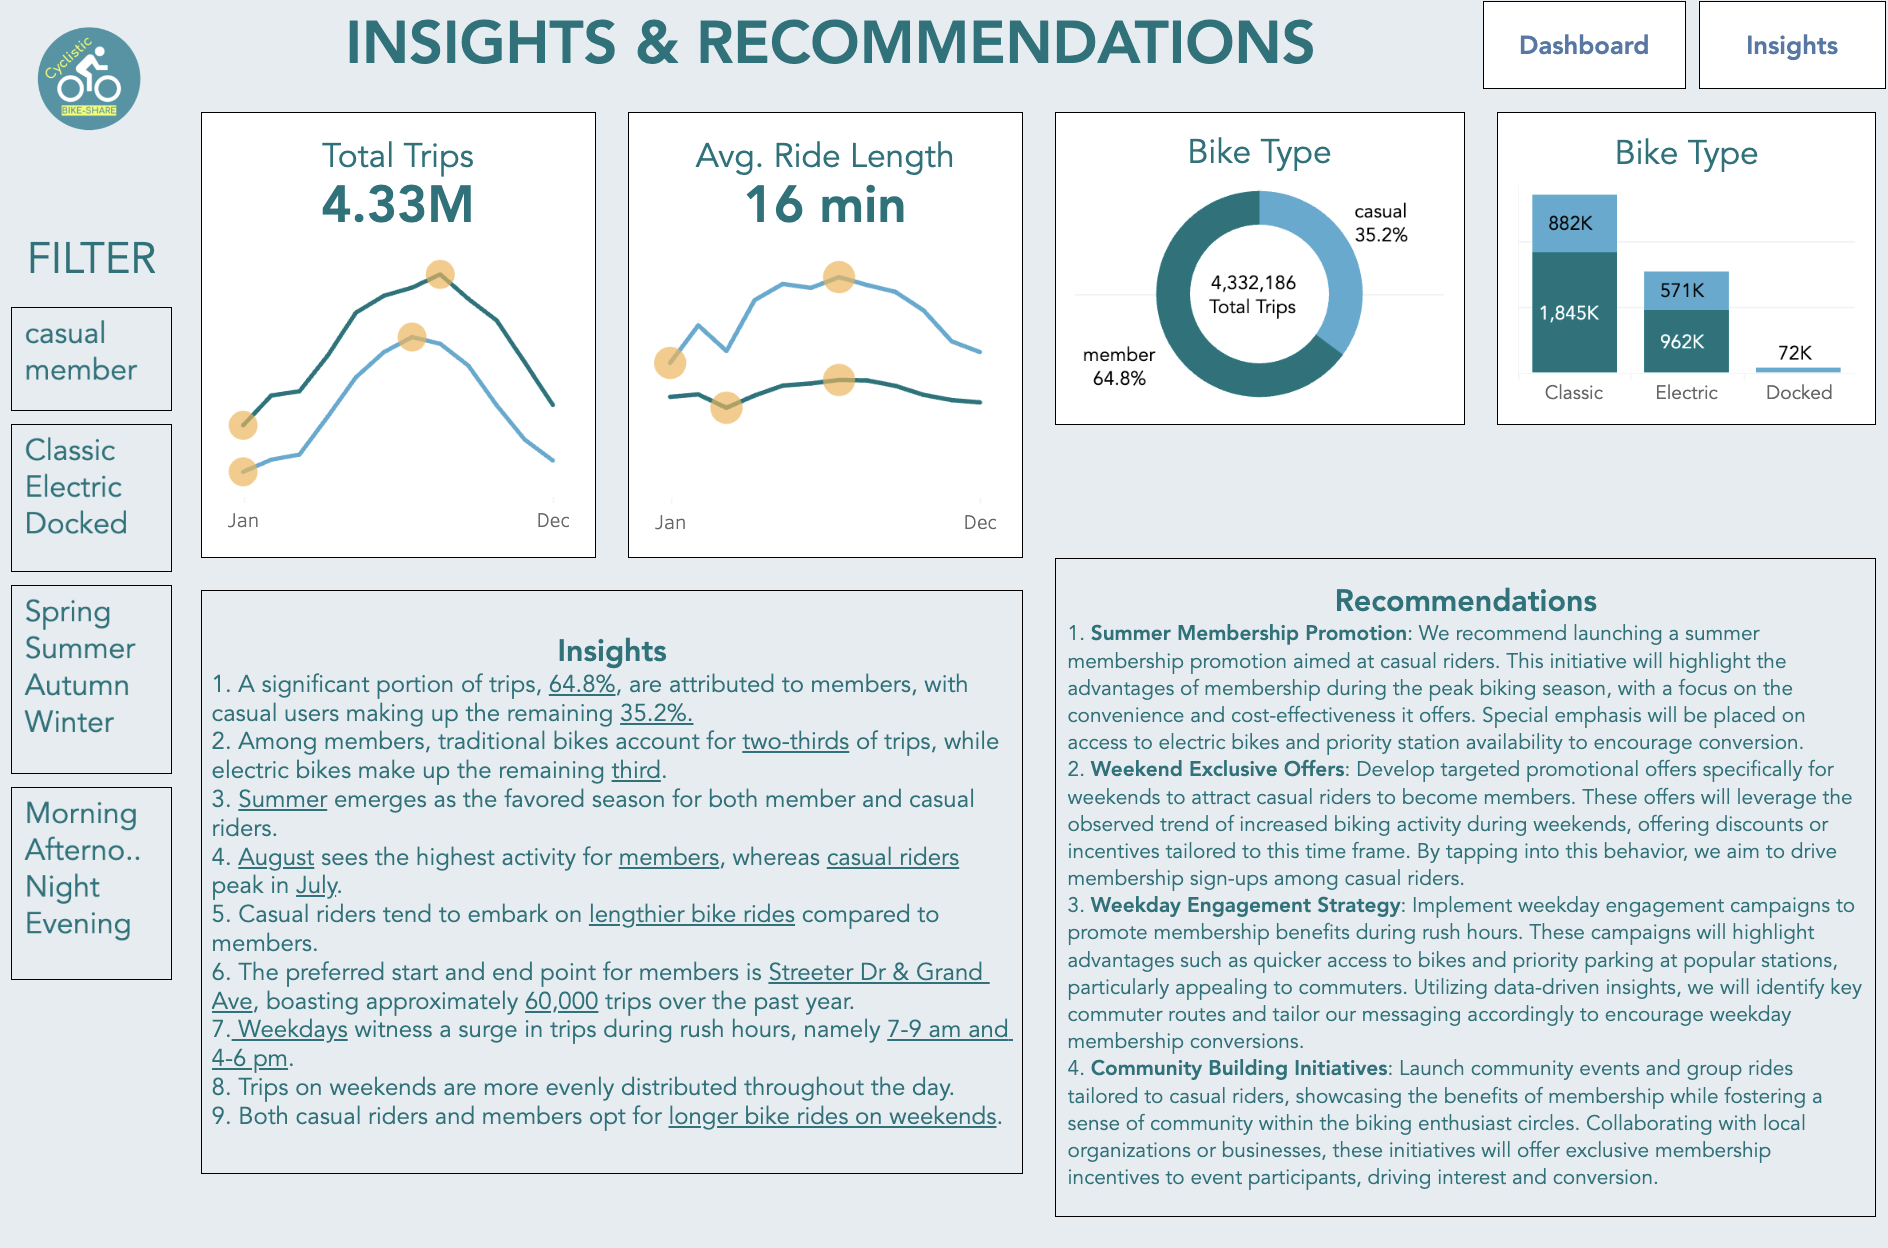 Cyclistic
BIKE-SHARE
INSIGHTS & RECOMMENDATIONS
Dashboard
Insights
FILTER
casual
member
Classic
Electric
Docked
Spring
Summer
Autumn
Winter
Morning
Afterno..
Night
Evening
Total Trips
4.33M
Jan
Dec
Avg. Ride Length
16 min
Jan
Dec
Bike Type
casual
35.2%
4,332,186
Total Trips
member
64.8%
Bike Type
882K
1,845K
571K
962K
72K
Classic
Electric
Docked
Insights
1. A significant portion of trips, 64.8%, are attributed to members, with
casual users making up the remaining 35.2%.
2. Among members, traditional bikes account for two-thirds of trips, while
electric bikes make up the remaining third.
3. Summer emerges as the favored season for both member and casual
riders.
4. August sees the highest activity for members, whereas casual riders
peak in July.
5. Casual riders tend to embark on lengthier bike rides compared to
members.
6. The preferred start and end point for members is Streeter Dr & Grand
Ave, boasting approximately 60,000 trips over the past year.
7. Weekdays witness a surge in trips during rush hours, namely 7-9 am and
4-6 pm.
8. Trips on weekends are more evenly distributed throughout the day.
9. Both casual riders and members opt for longer bike rides on weekends.
Recommendations
1. Summer Membership Promotion: We recommend launching a summer
membership promotion aimed at casual riders. This initiative will highlight the
advantages of membership during the peak biking season, with a focus on the
convenience and cost-effectiveness it offers. Special emphasis will be placed on
access to electric bikes and priority station availability to encourage conversion.
2. Weekend Exclusive Offers: Develop targeted promotional offers specifically for
weekends to attract casual riders to become members. These offers will leverage the
observed trend of increased biking activity during weekends, offering discounts or
incentives tailored to this time frame. By tapping into this behavior, we aim to drive
membership sign-ups among casual riders.
3. Weekday Engagement Strategy: Implement weekday engagement campaigns to
promote membership benefits during rush hours. These campaigns will highlight
advantages such as quicker access to bikes and priority parking at popular stations,
particularly appealing to commuters. Utilizing data-driven insights, we will identify key
commuter routes and tailor our messaging accordingly to encourage weekday
membership conversions.
4. Community Building Initiatives: Launch community events and group rides
tailored to casual riders, showcasing the benefits of membership while fostering a
sense of community within the biking enthusiast circles. Collaborating with local
organizations or businesses, these initiatives will offer exclusive membership
incentives to event participants, driving interest and conversion.